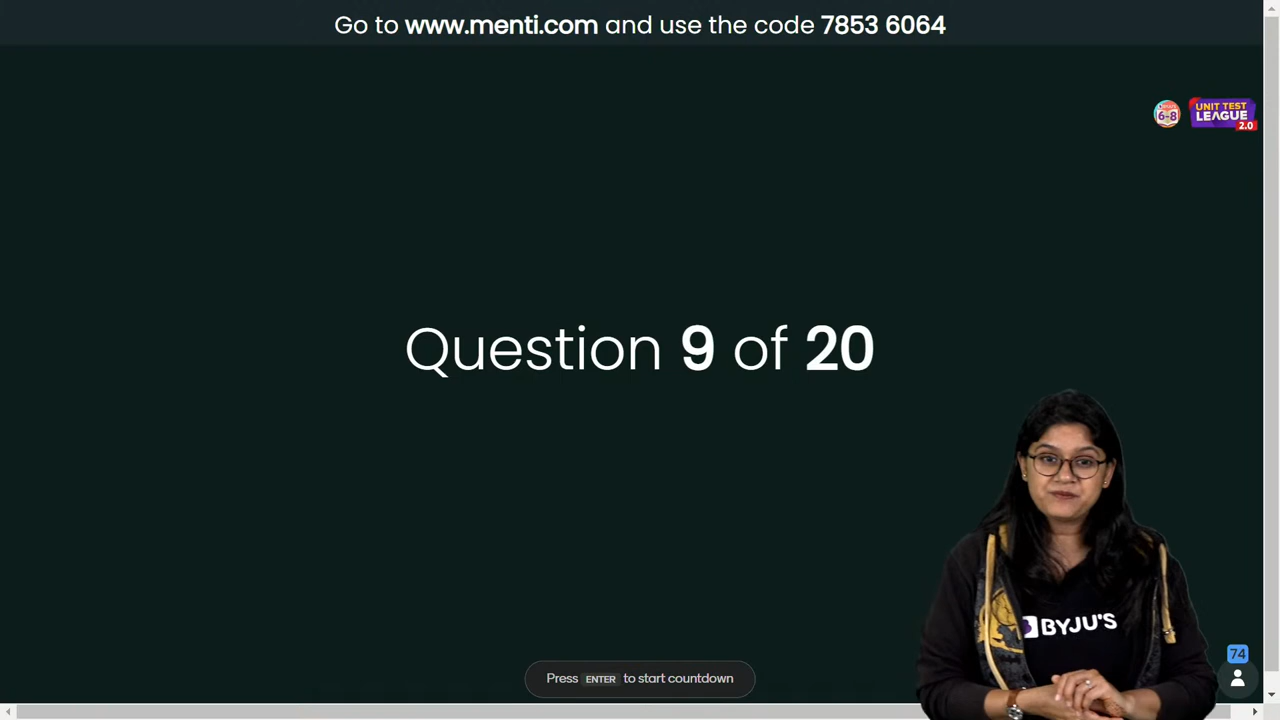 Go to www.menti.com and use the code 7853 6064
6-8
UNIT TEST
LEAGUE
2.0
Question 9 of 20
BYJU'S
74
Press ENTER to start countdown